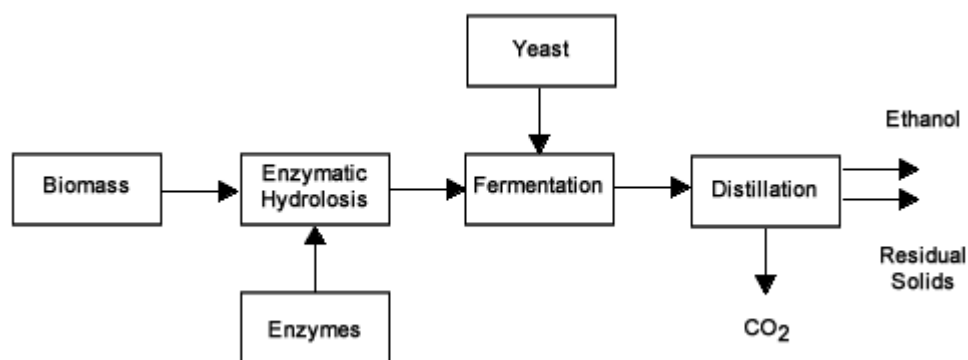 Yeast
Ethanol
Biomass
Enzymatic
Hydrolosis
Fermentation
Distillation
Residual
Solids
Enzymes
CO2